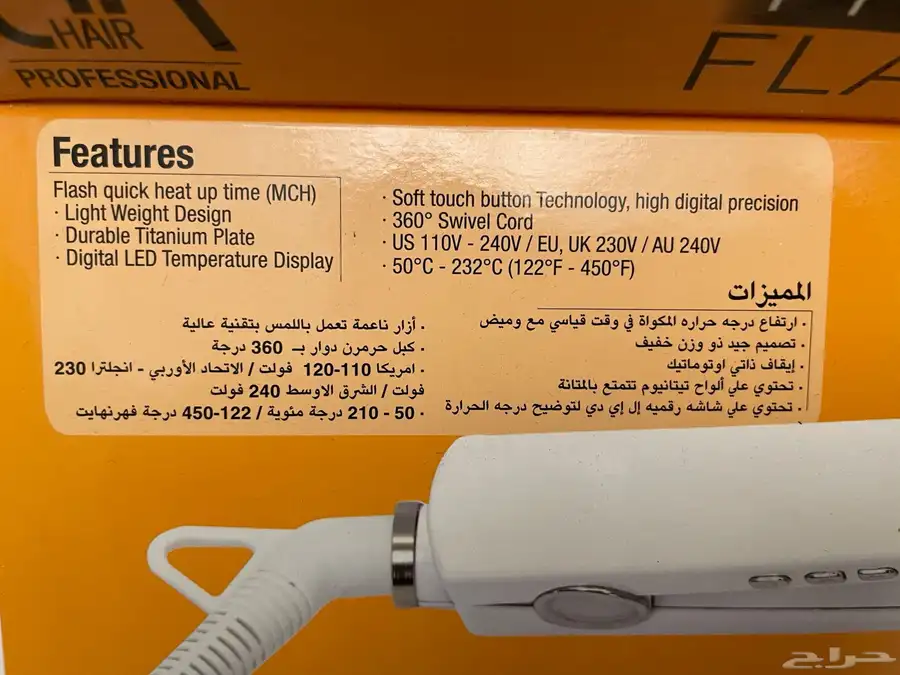 HAIR
PROFESSIONAL
FLA
Features
Flash quick heat up time (MCH)
· Light Weight Design
· Durable Titanium Plate
· Digital LED Temperature Display
· Soft touch button Technology, high digital precision
· 360° Swivel Cord
· US 110V - 240V / EU, UK 230V / AU 240V
· 50°C - 232°C (122°F - 450°F)
المميزات
· ارتفاع درجه حراره المكواة في وقت قياسي مع وميض
· تصميم جيد ذو وزن خفيف
· إيقاف ذاتي اوتوماتيك
· تحتوي علي ألواح تيتانيوم تتمتع بالمتانة
· تحتوي علي شاشه رقميه إل إي دي لتوضيح درجه الحرارة
· أزار ناعمة تعمل باللمس بتقنية عالية
· كبل حرمرن دوار بـ 360 درجة
· امريكا 110-120 فولت / الاتحاد الأوربي - انجلترا 230
فولت / الشرق الاوسط 240 فولت
· 50 - 210 درجة مئوية / 122-450 درجة فهرنهايت
حراج